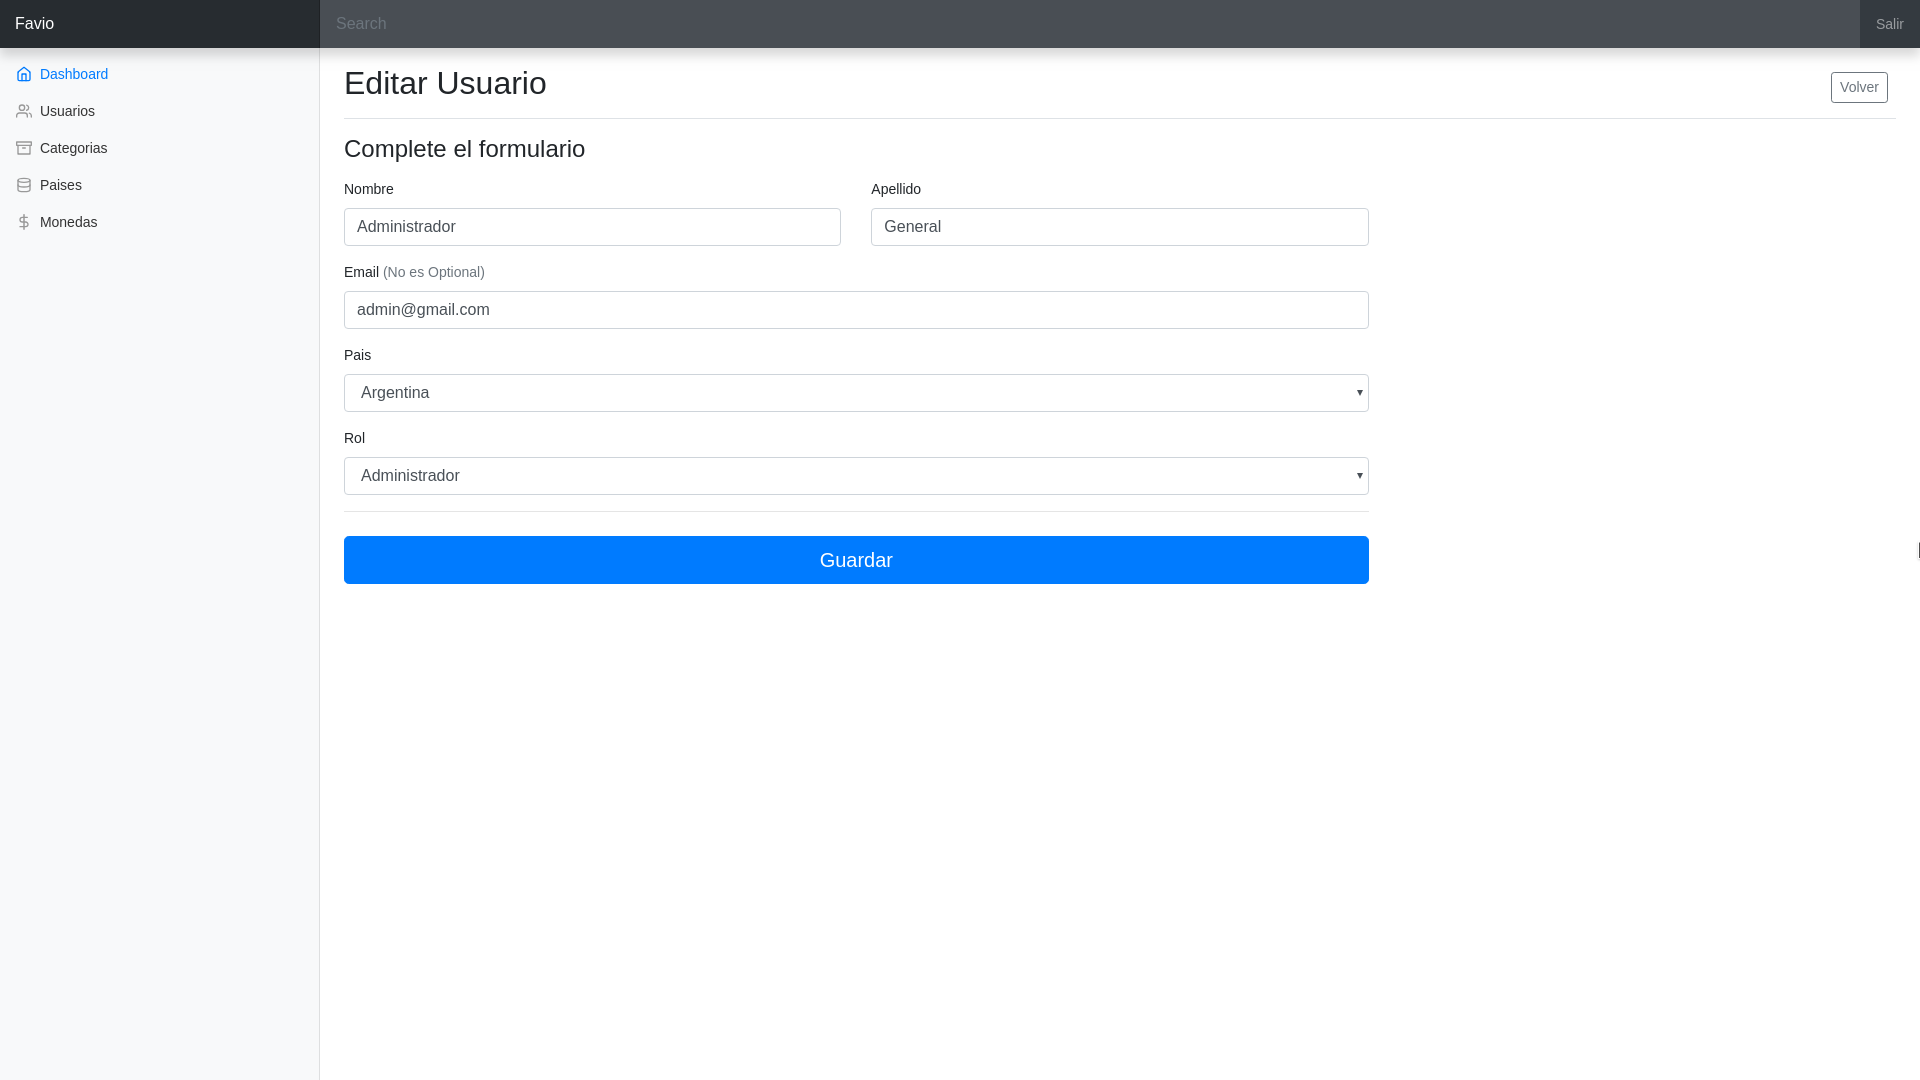 Favio
Search
Salir
Dashboard
Usuarios
Categorias
Paises
Monedas
Editar Usuario
Volver
Complete el formulario
Nombre
Apellido
Administrador
General
Email (No es Optional)
admin@gmail.com
Pais
Argentina
Rol
Administrador
Guardar